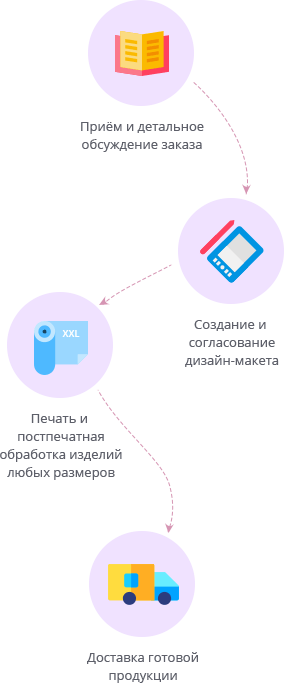 Приём и детальное
обсуждение заказа
Создание и
согласование
дизайн-макета
XXL
Печать и
постпечатная
обработка изделий
любых размеров
Доставка готовой
продукции